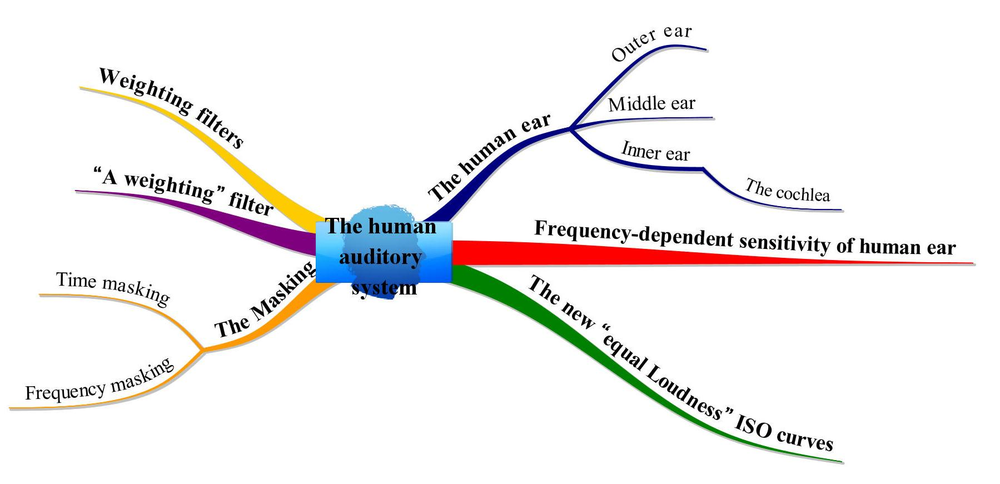 The human
auditory
system
The human ear
Outer ear
Middle ear
Inner ear
The cochlea
Frequency-dependent sensitivity of human ear
The new “equal Loudness” ISO curves
The Masking
Time masking
Frequency masking
“A weighting” filter
Weighting filters